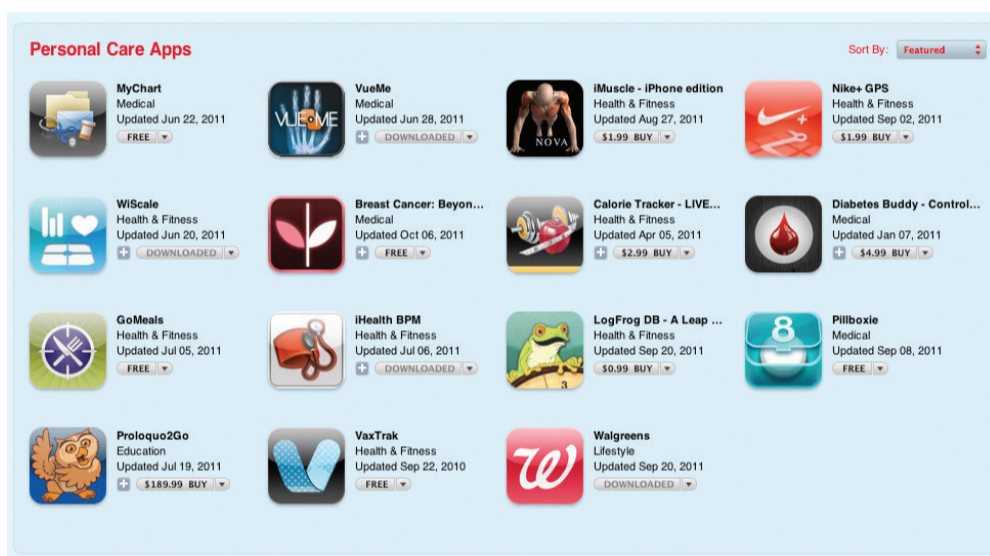 Personal Care Apps
Sort By: Featured
MyChart
Medical
Updated Jun 22, 2011
FREE
VUEME
VueMe
Medical
Updated Jun 28, 2011
DOWNLOADED
NOVA
iMuscle - iPhone edition
Health & Fitness
Updated Aug 27, 2011
$1.99 BUY
Nike+ GPS
Health & Fitness
Updated Sep 02, 2011
$1.99 BUY
WiScale
Health & Fitness
Updated Jun 20, 2011
DOWNLOADED
Breast Cancer: Beyon...
Medical
Updated Oct 06, 2011
FREE
Calorie Tracker - LIVE...
Health & Fitness
Updated Apr 05, 2011
$2.99 BUY
Diabetes Buddy - Control...
Medical
Updated Jan 07, 2011
$4.99 BUY
GoMeals
Health & Fitness
Updated Jul 05, 2011
FREE
iHealth BPM
Health & Fitness
Updated Jul 06, 2011
DOWNLOADED
3
LogFrog DB - A Leap ...
Health & Fitness
Updated Sep 20, 2011
$0.99 BUY
8
Pillboxie
Medical
Updated Sep 08, 2011
FREE
Proloquo2Go
Education
Updated Jul 19, 2011
$189.99 BUY
VaxTrak
Health & Fitness
Updated Sep 22, 2010
FREE
W
Walgreens
Lifestyle
Updated Sep 20, 2011
DOWNLOADED